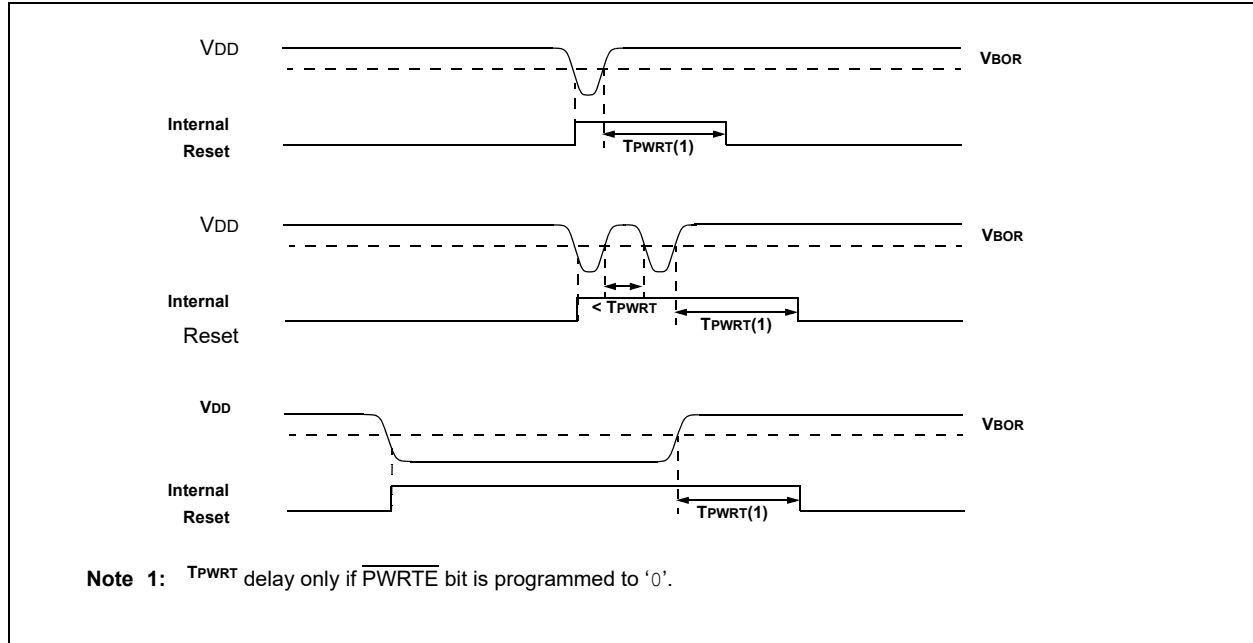 VDD
VBOR
Internal
Reset
TPWRT(1)
VDD
VBOR
Internal
Reset
< TPWRT
TPWRT(1)
VDD
VBOR
Internal
Reset
TPWRT(1)
Note 1: TPWRT delay only if PWRTE bit is programmed to ‘0’.